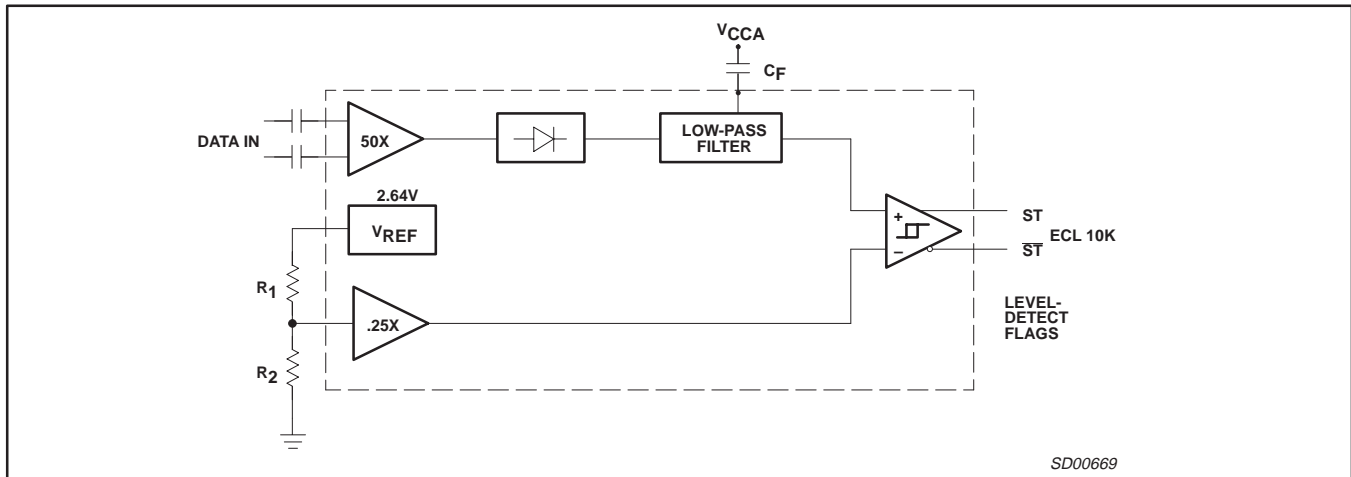 VCCA
CF
DATA IN
50X
LOW-PASS
FILTER
2.64V
VREF
R1
.25X
R2
+
−
ST
ST
ECL 10K
LEVEL-
DETECT
FLAGS
SD00669